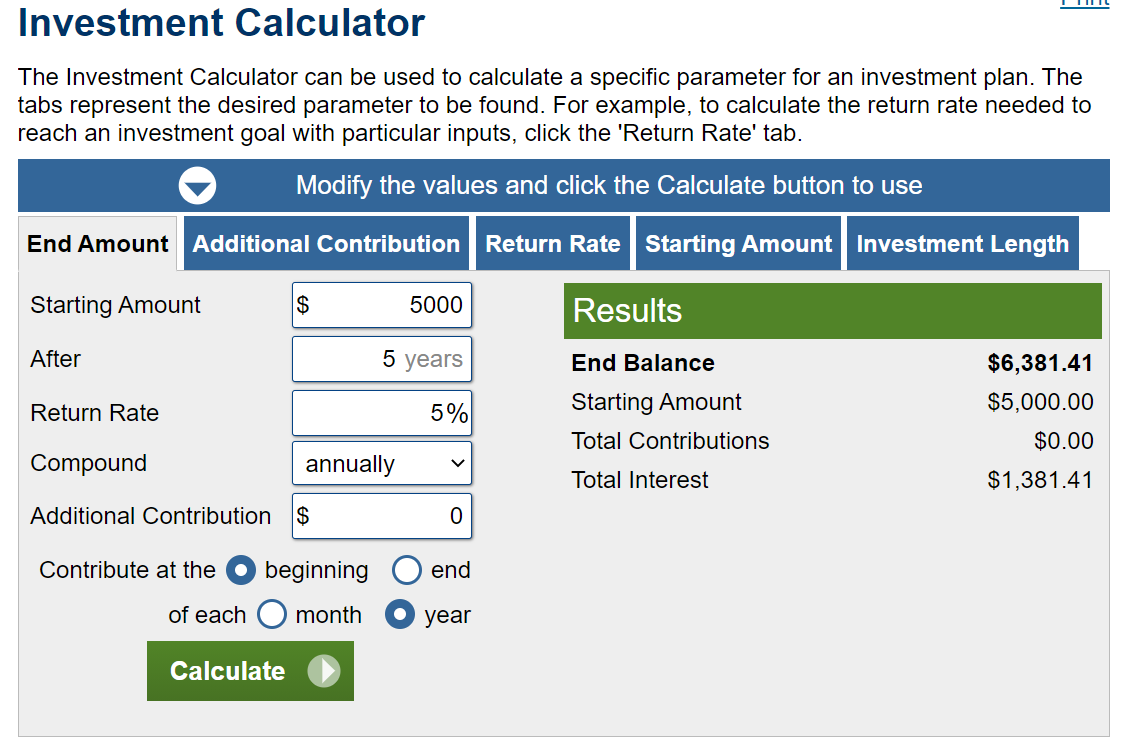 Investment Calculator
The Investment Calculator can be used to calculate a specific parameter for an investment plan. The
tabs represent the desired parameter to be found. For example, to calculate the return rate needed to
reach an investment goal with particular inputs, click the 'Return Rate' tab.
Modify the values and click the Calculate button to use
End Amount Additional Contribution Return Rate Starting Amount Investment Length
Starting Amount $ 5000
After 5 years
Return Rate 5%
Compound annually
Additional Contribution $ 0
Contribute at the beginning end
of each month year
Calculate
Results
End Balance $6,381.41
Starting Amount $5,000.00
Total Contributions $0.00
Total Interest $1,381.41